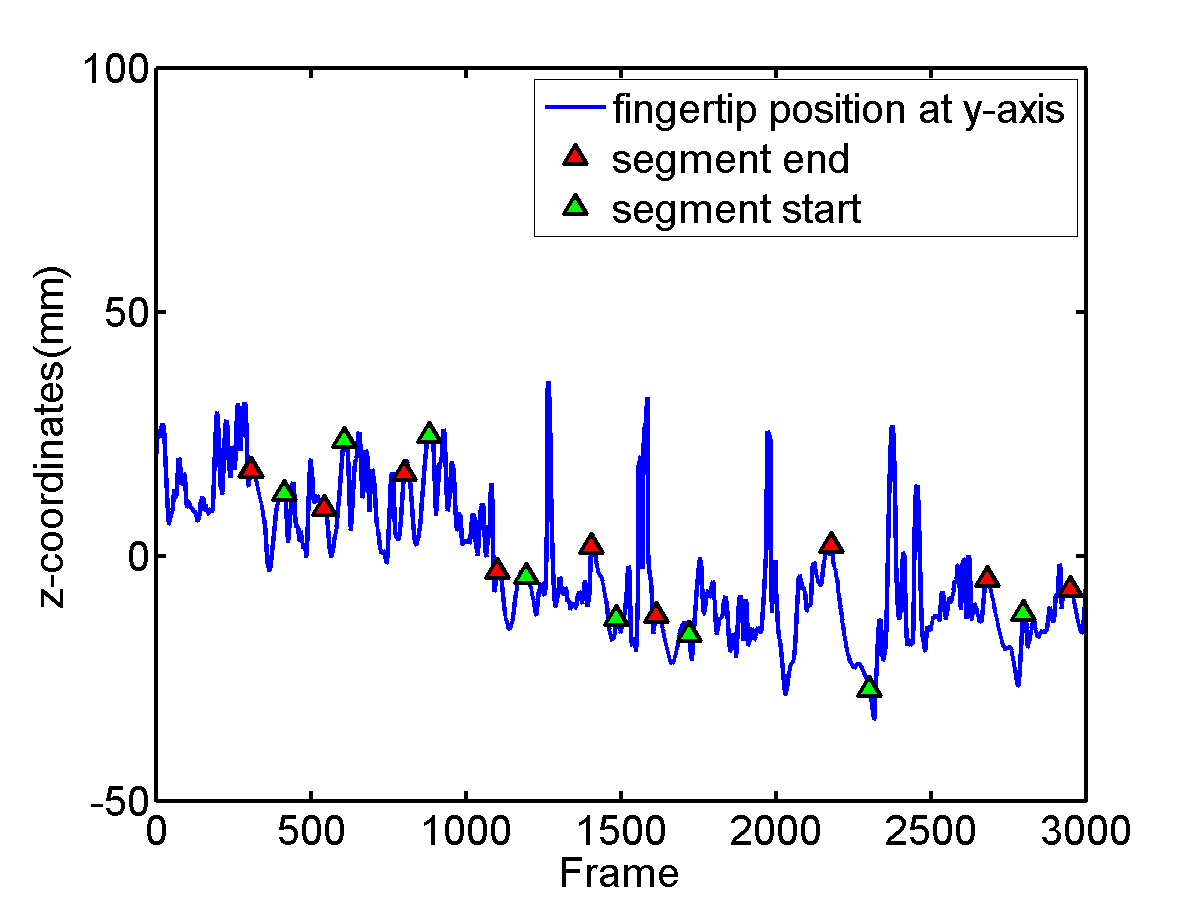 100
50
0
-50
z-coordinates(mm)
fingertip position at y-axis
segment end
segment start
0 500 1000 1500 2000 2500 3000
Frame